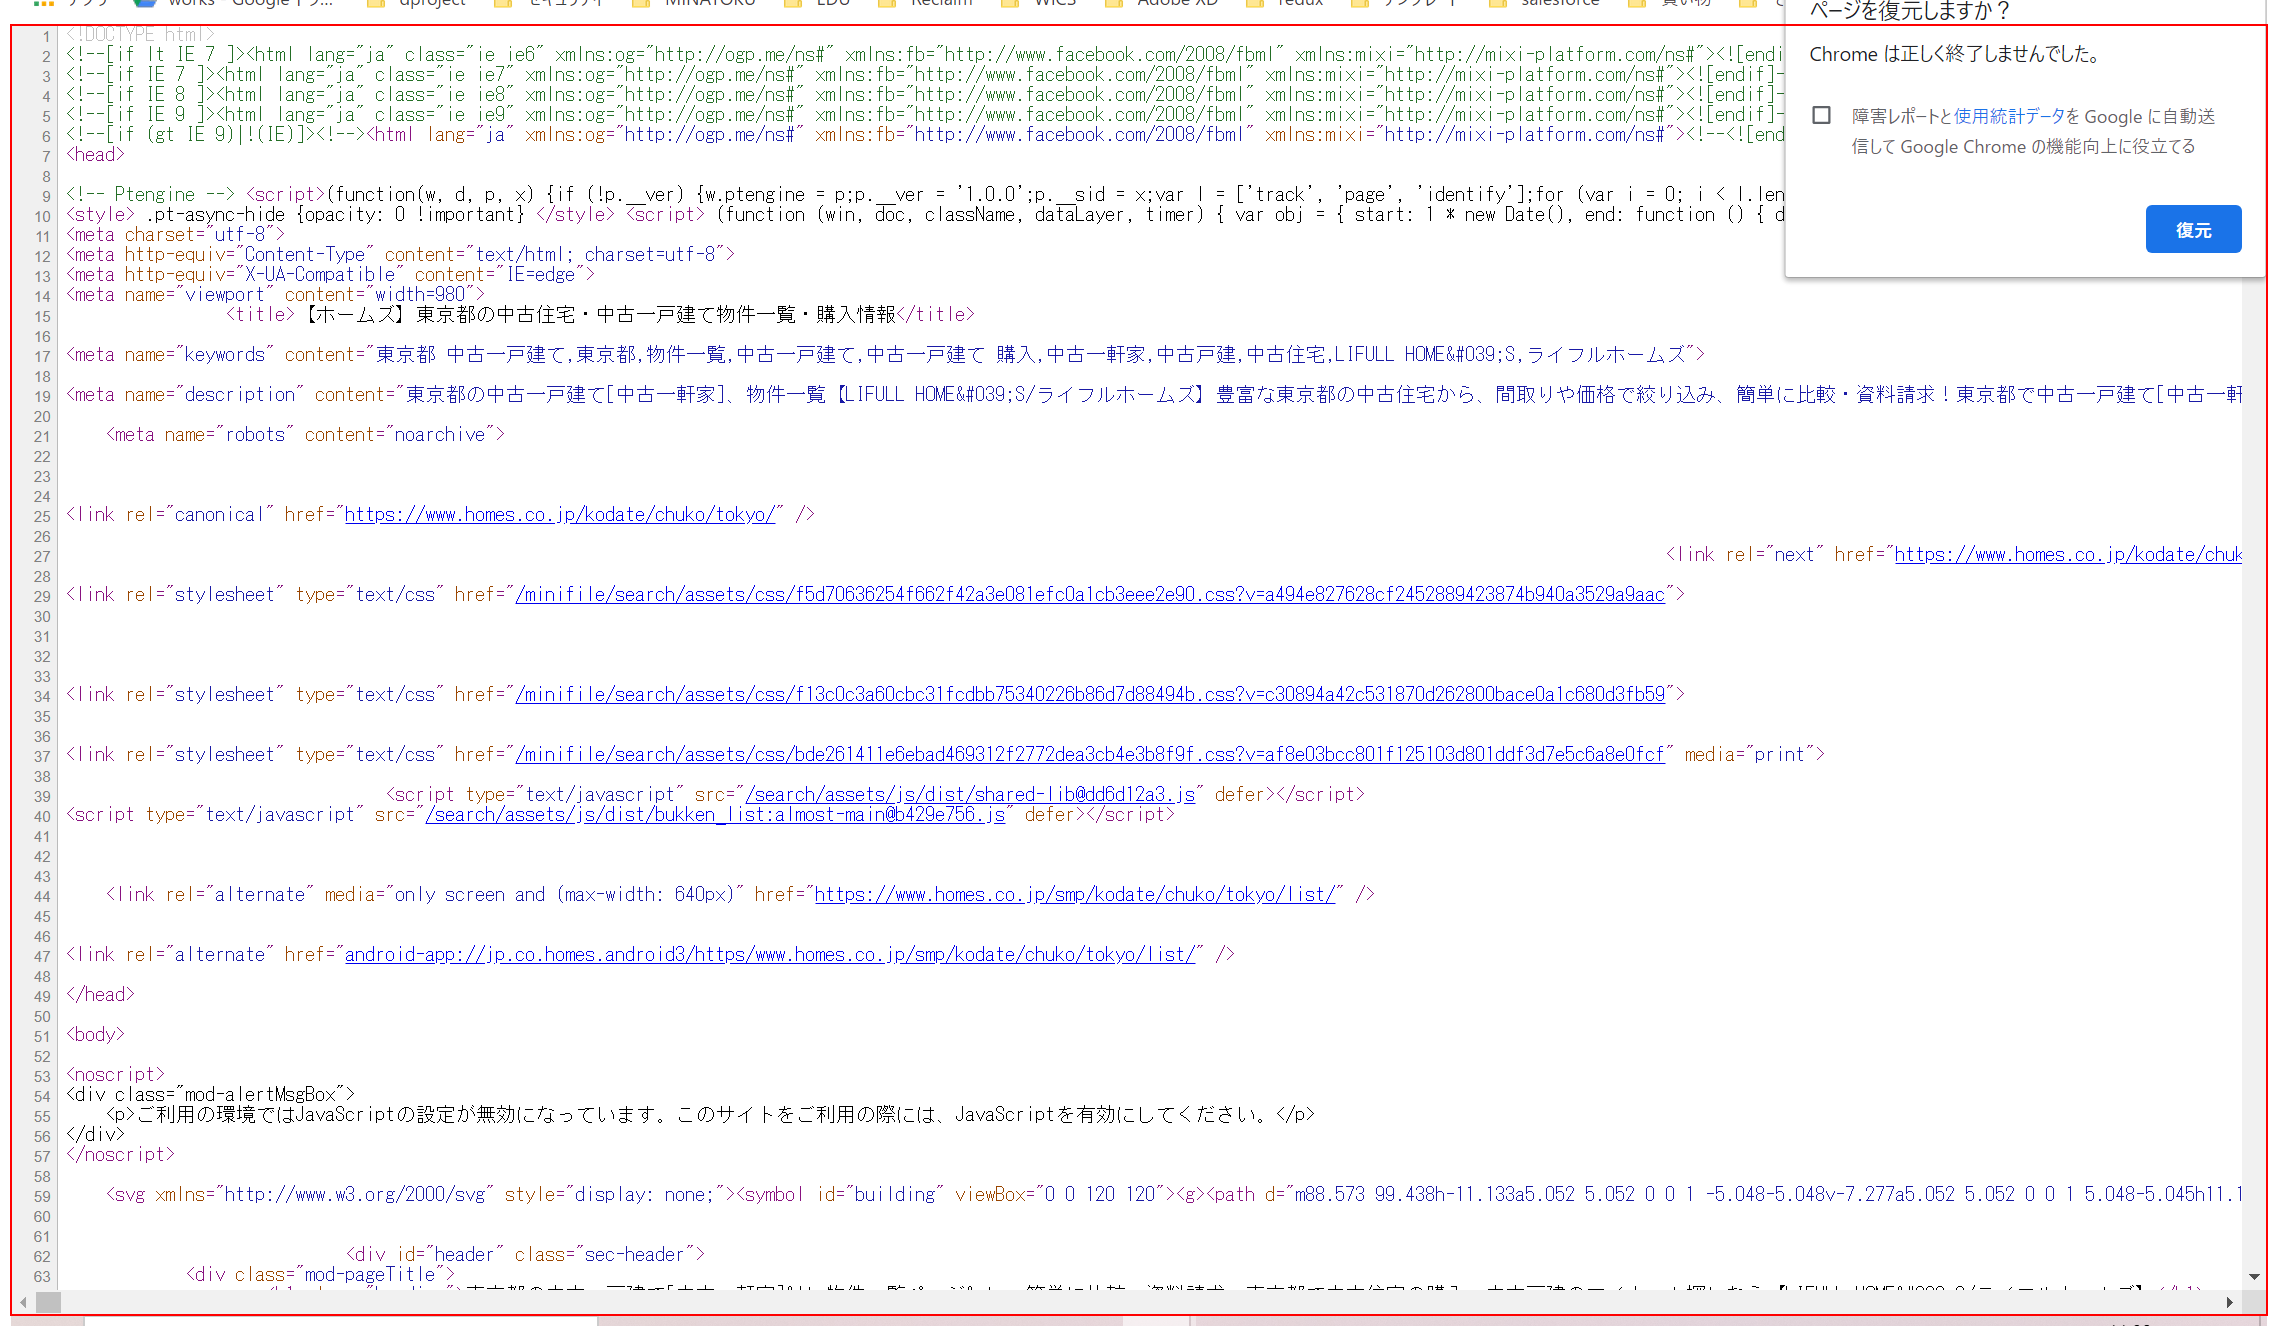 works - Google ドラ...
dproject
セキュリティ
MINATOKU
EDU
Reclaim
WICS
Adobe XD
redux
salesforce
買い物
ページを復元しますか？
Chrome は正しく終了しませんでした。
障害レポートと使用統計データを Google に自動送
信して Google Chrome の機能向上に役立てる
復元
1 <!DOCTYPE html>
2 <!--[if lt IE 7 ]><html lang="ja" class="ie ie6" xmlns:og="http://ogp.me/ns#" xmlns:fb="http://www.facebook.com/2008/fbml" xmlns:mixi="http://mixi-platform.com/ns#"><![endi
3 <!--[if IE 7 ]><html lang="ja" class="ie ie7" xmlns:og="http://ogp.me/ns#" xmlns:fb="http://www.facebook.com/2008/fbml" xmlns:mixi="http://mixi-platform.com/ns#"><![endif]-
4 <!--[if IE 8 ]><html lang="ja" class="ie ie8" xmlns:og="http://ogp.me/ns#" xmlns:fb="http://www.facebook.com/2008/fbml" xmlns:mixi="http://mixi-platform.com/ns#"><![endif]-
5 <!--[if IE 9 ]><html lang="ja" class="ie ie9" xmlns:og="http://ogp.me/ns#" xmlns:fb="http://www.facebook.com/2008/fbml" xmlns:mixi="http://mixi-platform.com/ns#"><![endif]-
6 <!--[if (gt IE 9)|!(IE)]><!--><html lang="ja" xmlns:og="http://ogp.me/ns#" xmlns:fb="http://www.facebook.com/2008/fbml" xmlns:mixi="http://mixi-platform.com/ns#"><!--<![end
7 <head>
8
9 <!-- Ptengine --> <script>(function(w, d, p, x) {if (!p.__ver) {w.ptengine = p;p.__ver = '1.0.0';p.__sid = x;var l = ['track', 'page', 'identify'];for (var i = 0; i < l.len
10 <style> .pt-async-hide {opacity: 0 !important} </style> <script> (function (win, doc, className, dataLayer, timer) { var obj = { start: 1 * new Date(), end: function () { d
11 <meta charset="utf-8">
12 <meta http-equiv="Content-Type" content="text/html; charset=utf-8">
13 <meta http-equiv="X-UA-Compatible" content="IE=edge">
14 <meta name="viewport" content="width=980">
15 <title>【ホームズ】東京都の中古住宅・中古一戸建て物件一覧・購入情報</title>
16
17 <meta name="keywords" content="東京都 中古一戸建て,東京都,物件一覧,中古一戸建て,中古一戸建て 購入,中古一軒家,中古戸建,中古住宅,LIFULL HOME&#039;S,ライフルホームズ">
18
19 <meta name="description" content="東京都の中古一戸建て[中古一軒家]、物件一覧【LIFULL HOME&#039;S/ライフルホームズ】豊富な東京都の中古住宅から、間取りや価格で絞り込み、簡単に比較・資料請求！東京都で中古一戸建て[中古一軒
20
21 <meta name="robots" content="noarchive">
22
23
24
25 <link rel="canonical" href="https://www.homes.co.jp/kodate/chuko/tokyo/" />
26
27 <link rel="next" href="https://www.homes.co.jp/kodate/chuk
28
29 <link rel="stylesheet" type="text/css" href="/minifile/search/assets/css/f5d70636254f662f42a3e081efc0a1cb3eee2e90.css?v=a494e827628cf2452889423874b940a3529a9aac">
30
31
32
33
34 <link rel="stylesheet" type="text/css" href="/minifile/search/assets/css/f13c0c3a60cbc31fcdbb75340226b86d7d88494b.css?v=c30894a42c531870d262800bace0a1c680d3fb59">
35
36
37 <link rel="stylesheet" type="text/css" href="/minifile/search/assets/css/bde261411e6ebad469312f2772dea3cb4e3b8f9f.css?v=af8e03bcc801f125103d801ddf3d7e5c6a8e0fcf" media="print">
38
39 <script type="text/javascript" src="/search/assets/js/dist/shared-lib@dd6d12a3.js" defer></script>
40 <script type="text/javascript" src="/search/assets/js/dist/bukken_list:almost-main@b429e756.js" defer></script>
41
42
43
44 <link rel="alternate" media="only screen and (max-width: 640px)" href="https://www.homes.co.jp/smp/kodate/chuko/tokyo/list/" />
45
46
47 <link rel="alternate" href="android-app://jp.co.homes.android3/https/www.homes.co.jp/smp/kodate/chuko/tokyo/list/" />
48
49 </head>
50
51 <body>
52
53 <noscript>
54 <div class="mod-alertMsgBox">
55 <p>ご利用の環境ではJavaScriptの設定が無効になっています。このサイトをご利用の際には、JavaScriptを有効にしてください。</p>
56 </div>
57 </noscript>
58
59 <svg xmlns="http://www.w3.org/2000/svg" style="display: none;"><symbol id="building" viewBox="0 0 120 120"><g><path d="m88.573 99.438h-11.133a5.052 5.052 0 0 1 -5.048-5.048v-7.277a5.052 5.052 0 0 1 5.048-5.045h11.1
60
61
62 <div id="header" class="sec-header">
63 <div class="mod-pageTitle">